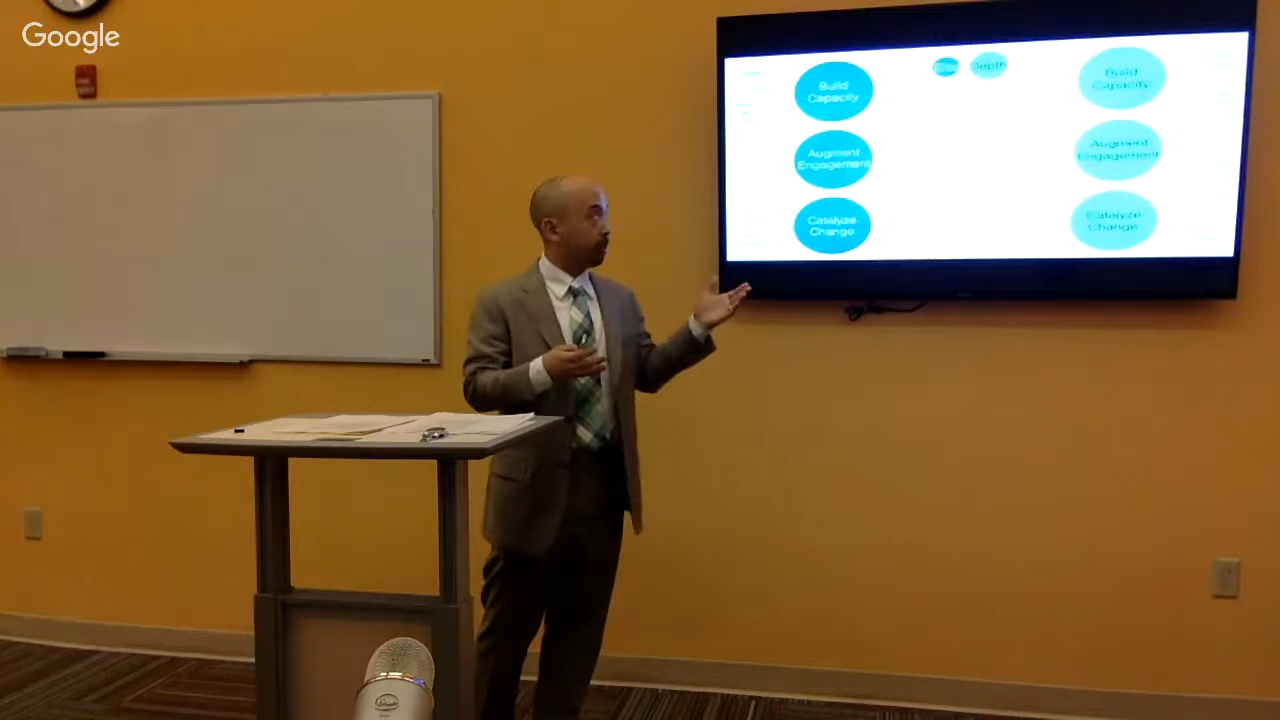 Google
Build
Capacity
Augment
Engagement
Catalyze
Change
Depth
Build
Capacity
Augment
Engagement
Catalyze
Change